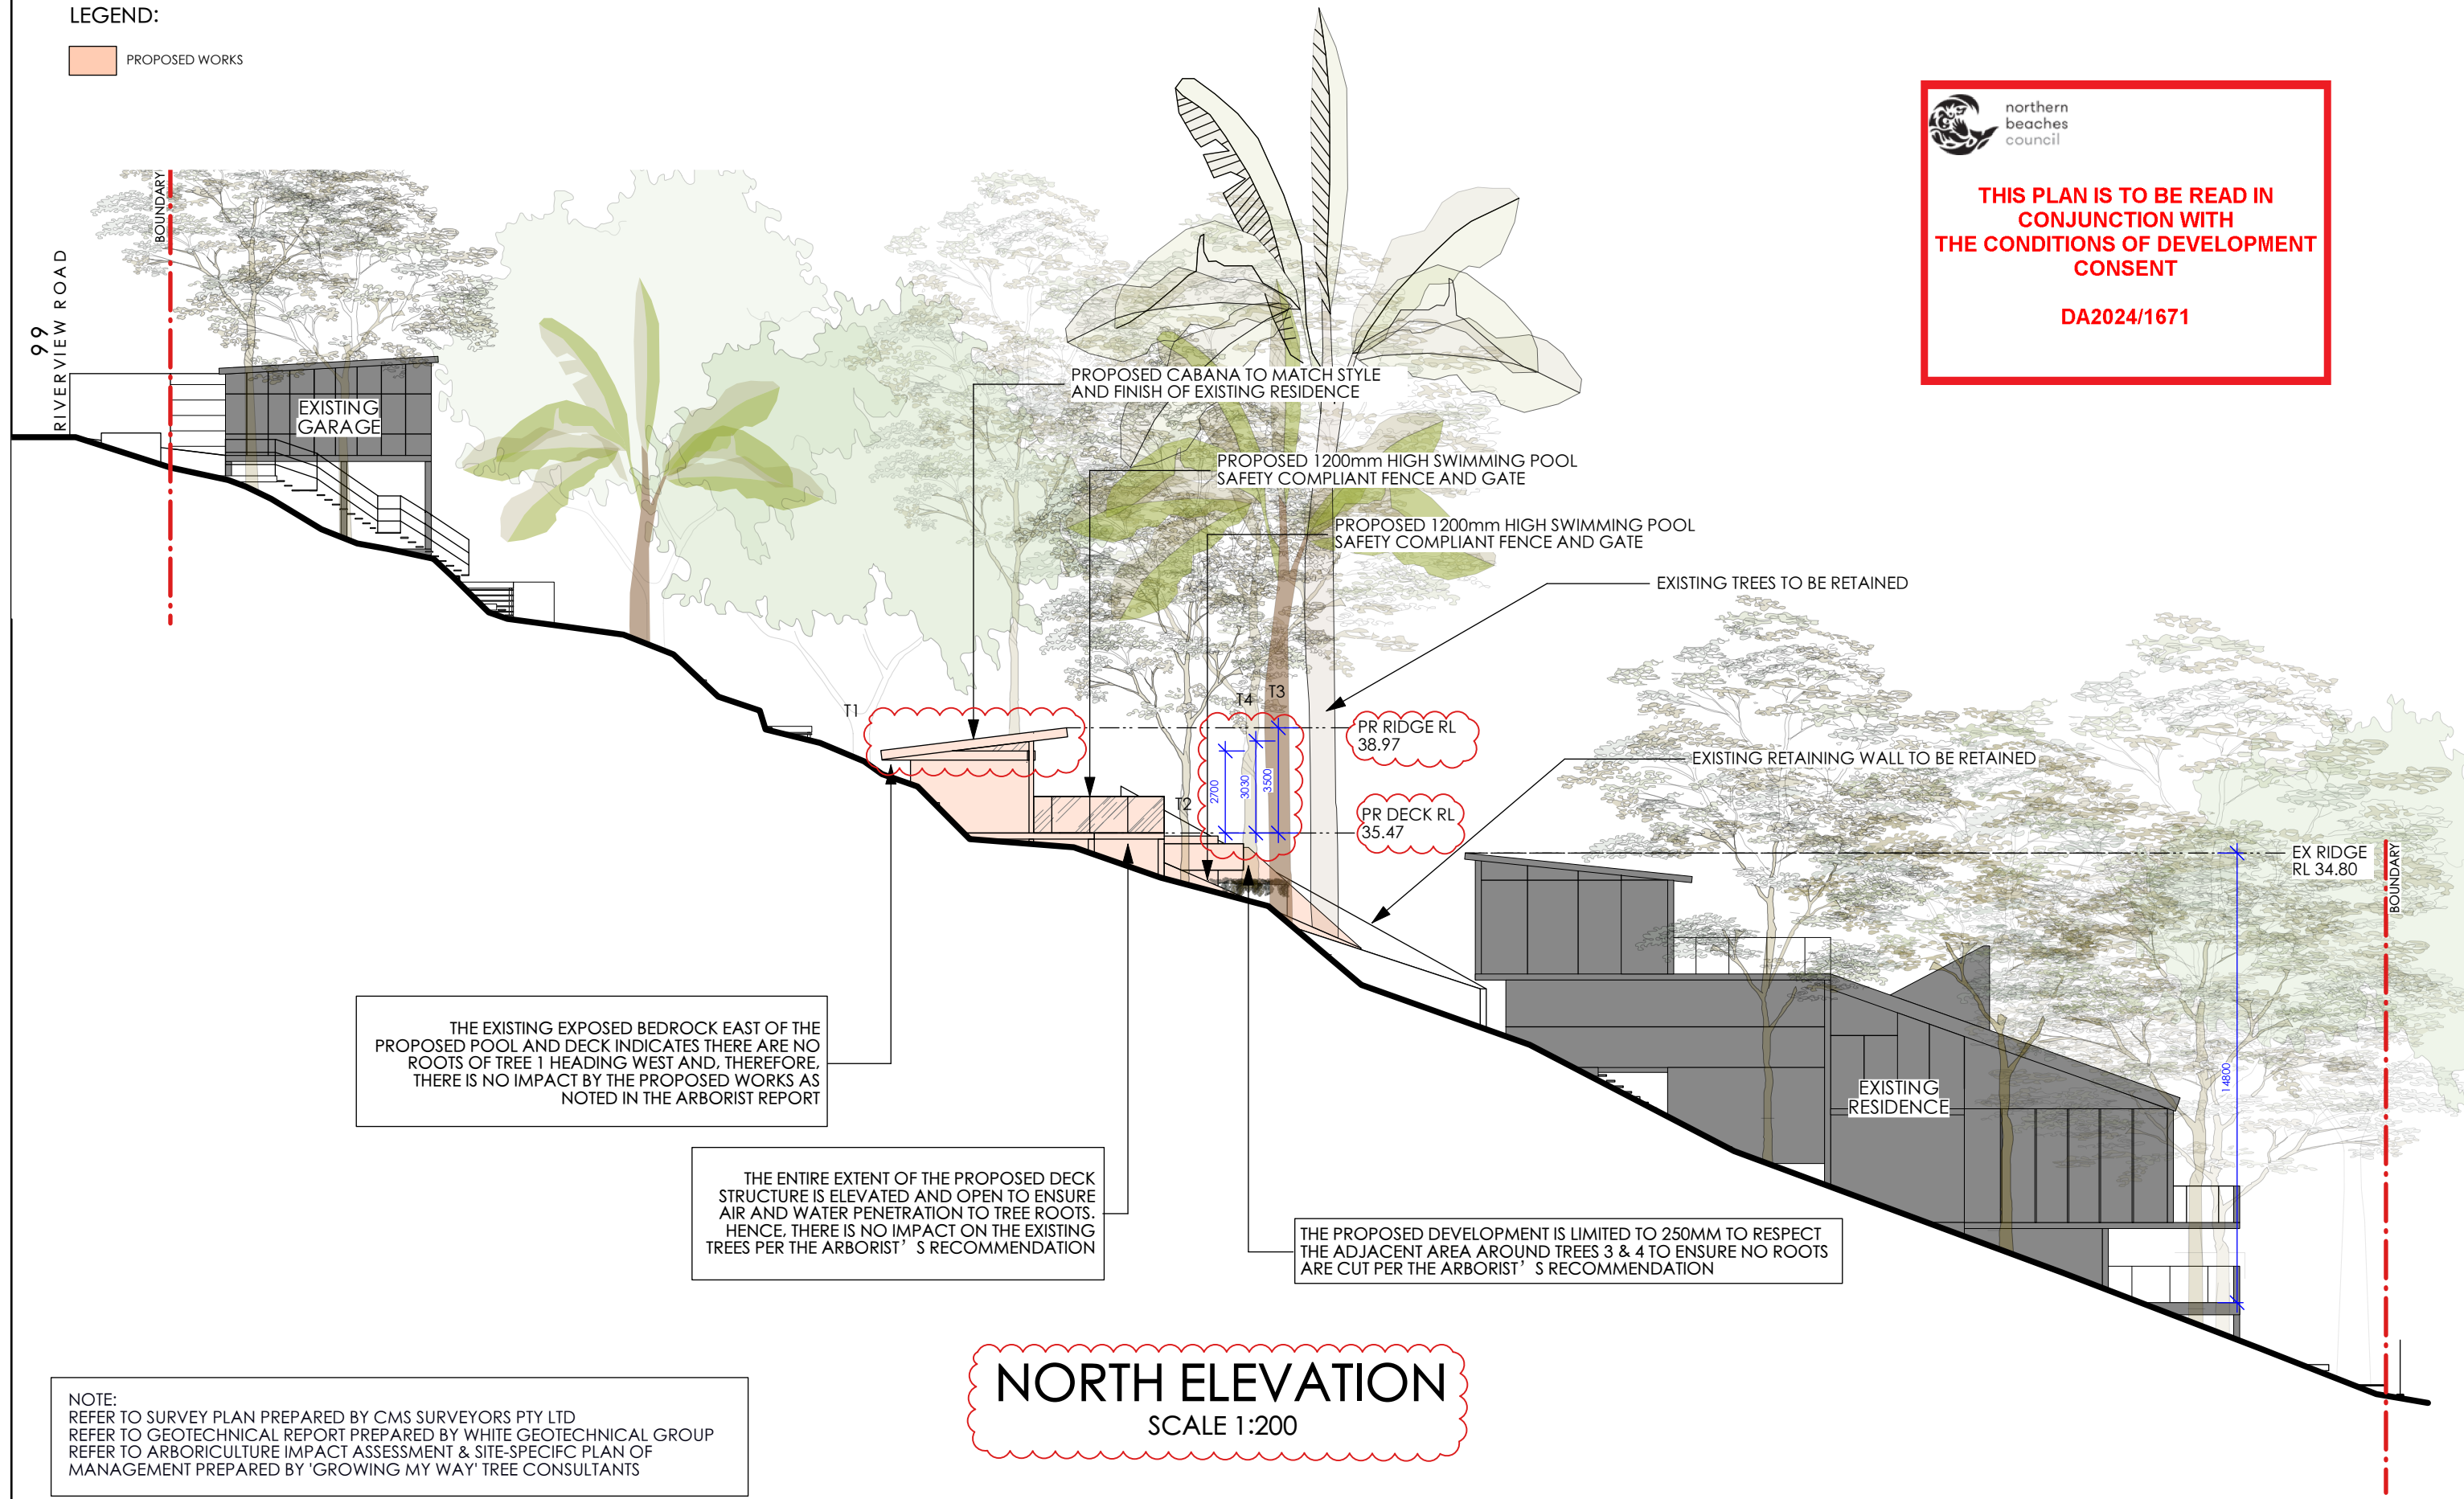 LEGEND:
PROPOSED WORKS
northern
beaches
council
THIS PLAN IS TO BE READ IN
CONJUNCTION WITH
THE CONDITIONS OF DEVELOPMENT
CONSENT
DA2024/1671
99
RIVERVIEW ROAD
BOUNDARY
EXISTING
GARAGE
PROPOSED CABANA TO MATCH STYLE
AND FINISH OF EXISTING RESIDENCE
PROPOSED 1200mm HIGH SWIMMING POOL
SAFETY COMPLIANT FENCE AND GATE
PROPOSED 1200mm HIGH SWIMMING POOL
SAFETY COMPLIANT FENCE AND GATE
EXISTING TREES TO BE RETAINED
T1
T4
T3
T2
2700
3030
3500
PR RIDGE RL
38.97
PR DECK RL
35.47
EXISTING RETAINING WALL TO BE RETAINED
EX RIDGE
RL 34.80
BOUNDARY
14800
EXISTING
RESIDENCE
THE EXISTING EXPOSED BEDROCK EAST OF THE
PROPOSED POOL AND DECK INDICATES THERE ARE NO
ROOTS OF TREE 1 HEADING WEST AND, THEREFORE,
THERE IS NO IMPACT BY THE PROPOSED WORKS AS
NOTED IN THE ARBORIST REPORT
THE ENTIRE EXTENT OF THE PROPOSED DECK
STRUCTURE IS ELEVATED AND OPEN TO ENSURE
AIR AND WATER PENETRATION TO TREE ROOTS.
HENCE, THERE IS NO IMPACT ON THE EXISTING
TREES PER THE ARBORIST’ S RECOMMENDATION
THE PROPOSED DEVELOPMENT IS LIMITED TO 250MM TO RESPECT
THE ADJACENT AREA AROUND TREES 3 & 4 TO ENSURE NO ROOTS
ARE CUT PER THE ARBORIST’ S RECOMMENDATION
NORTH ELEVATION
SCALE 1:200
NOTE:
REFER TO SURVEY PLAN PREPARED BY CMS SURVEYORS PTY LTD
REFER TO GEOTECHNICAL REPORT PREPARED BY WHITE GEOTECHNICAL GROUP
REFER TO ARBORICULTURE IMPACT ASSESSMENT & SITE-SPECIFC PLAN OF
MANAGEMENT PREPARED BY 'GROWING MY WAY' TREE CONSULTANTS